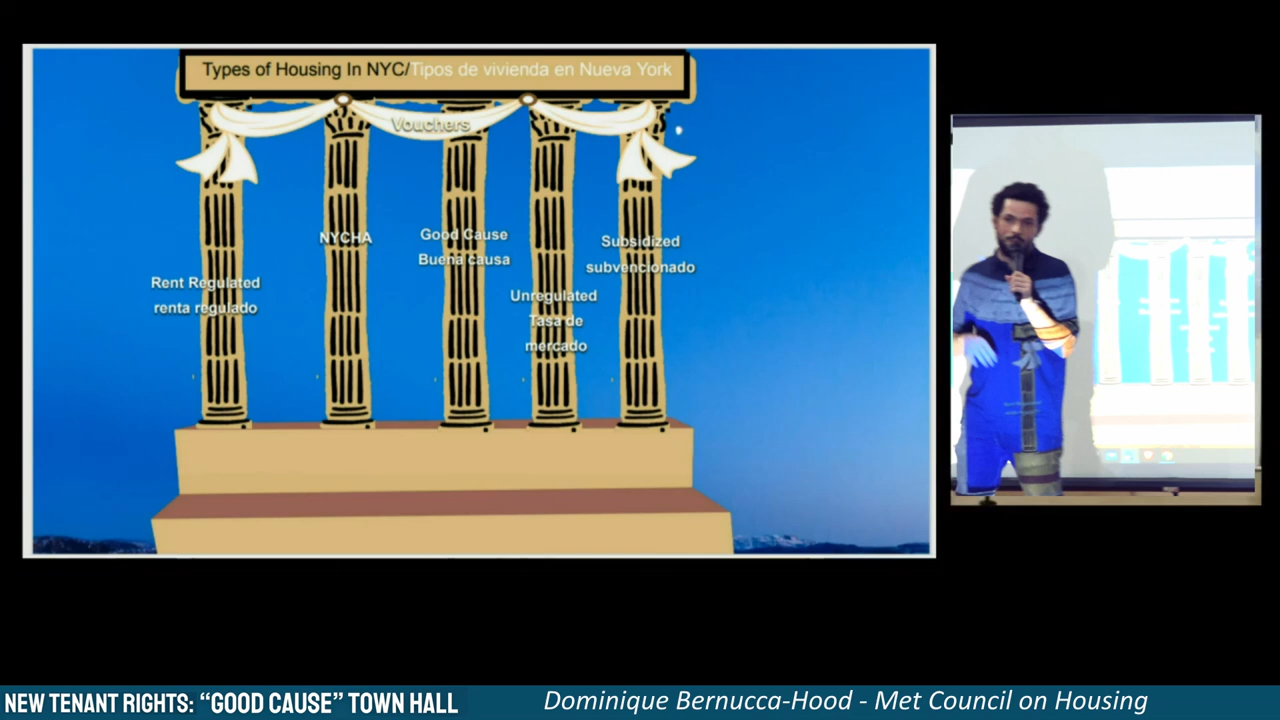 Types of Housing In NYC/Tipos de vivienda en Nueva York
Vouchers
Rent Regulated
renta regulado
NYCHA
Good Cause
Buena causa
Unregulated
Tasa de
mercado
Subsidized
subvencionado
NEW TENANT RIGHTS: “GOOD CAUSE” TOWN HALL
Dominique Bernucca-Hood - Met Council on Housing